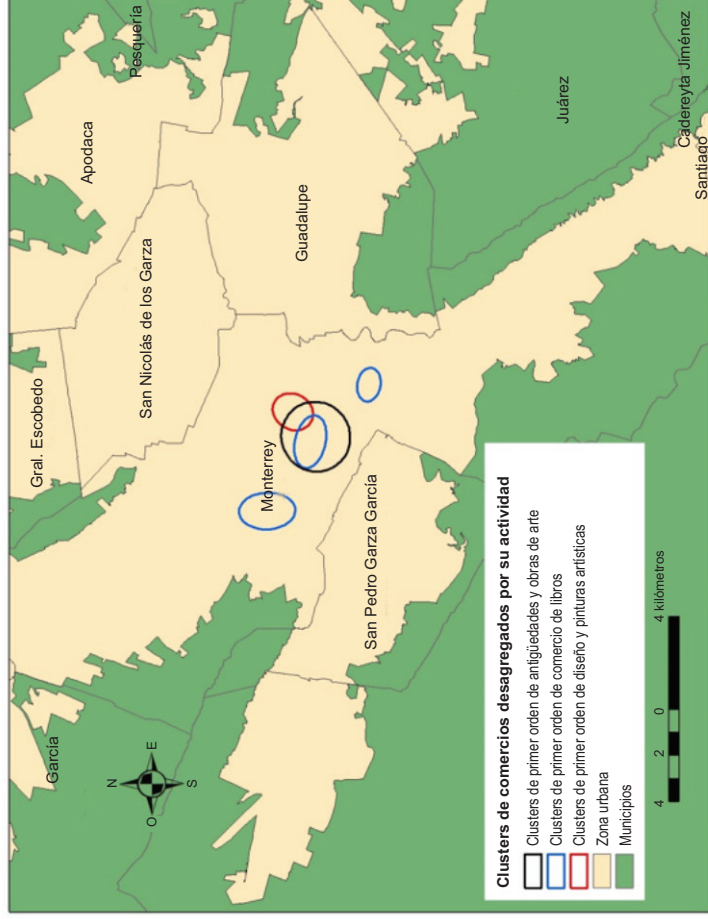 Pesquería
Apodaca
Gral. Escobedo
San Nicolás de los Garza
Guadalupe
Juárez
Cadereyta Jiménez
Santiago
Monterrey
San Pedro Garza García
García
N
O
E
S
Clusters de comercios desagregados por su actividad
Clusters de primer orden de antigüedades y obras de arte
Clusters de primer orden de comercio de libros
Clusters de primer orden de diseño y pinturas artísticas
Zona urbana
Municipios
4 2 0 4 kilómetros